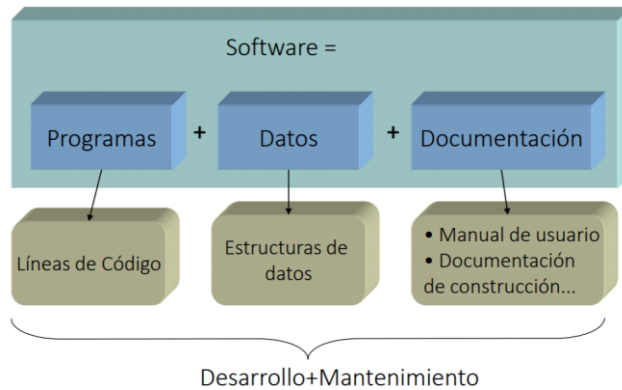 Software =
Programas + Datos + Documentación
Líneas de Código
Estructuras de
datos
• Manual de usuario
• Documentación
de construcción...
Desarrollo+Mantenimiento